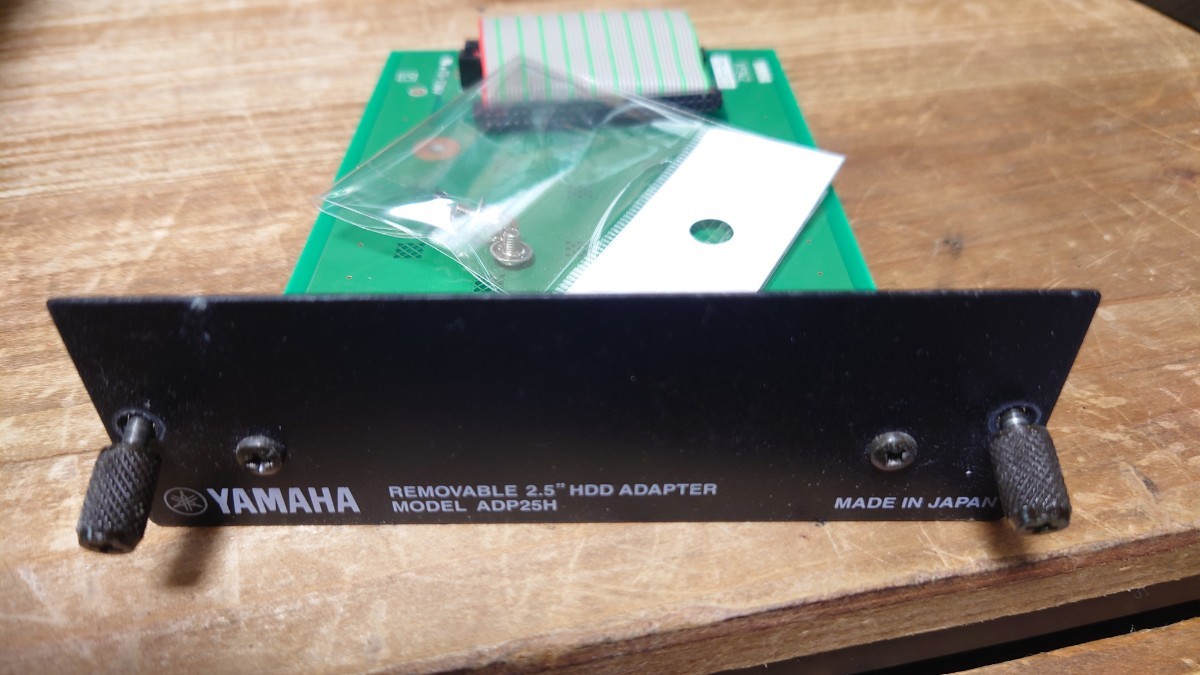 YAMAHA
REMOVABLE 2.5" HDD ADAPTER
MODEL ADP25H
MADE IN JAPAN